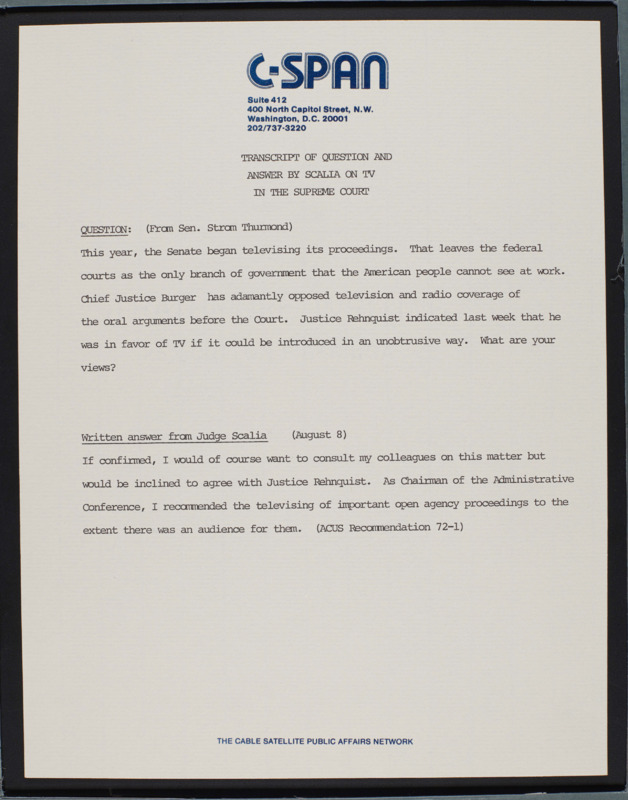 C-SPAN
Suite 412
400 North Capitol Street, N.W.
Washington, D.C. 20001
202/737-3220
TRANSCRIPT OF QUESTION AND
ANSWER BY SCALIA ON TV
IN THE SUPREME COURT
QUESTION: (From Sen. Strom Thurmond)
This year, the Senate began televising its proceedings. That leaves the federal
courts as the only branch of government that the American people cannot see at work.
Chief Justice Burger has adamantly opposed television and radio coverage of
the oral arguments before the Court. Justice Rehnquist indicated last week that he
was in favor of TV if it could be introduced in an unobtrusive way. What are your
views?
Written answer from Judge Scalia (August 8)
If confirmed, I would of course want to consult my colleagues on this matter but
would be inclined to agree with Justice Rehnquist. As Chairman of the Administrative
Conference, I recommended the televising of important open agency proceedings to the
extent there was an audience for them. (ACUS Recommendation 72-1)
THE CABLE SATELLITE PUBLIC AFFAIRS NETWORK